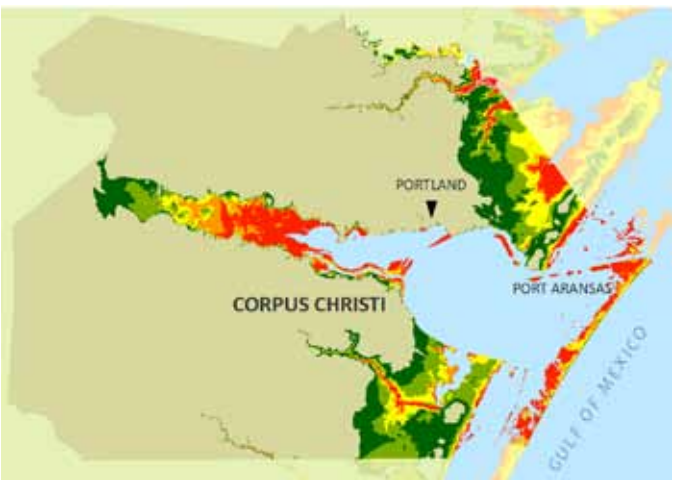 PORTLAND
CORPUS CHRISTI
PORT ARANSAS
GULF OF MEXICO